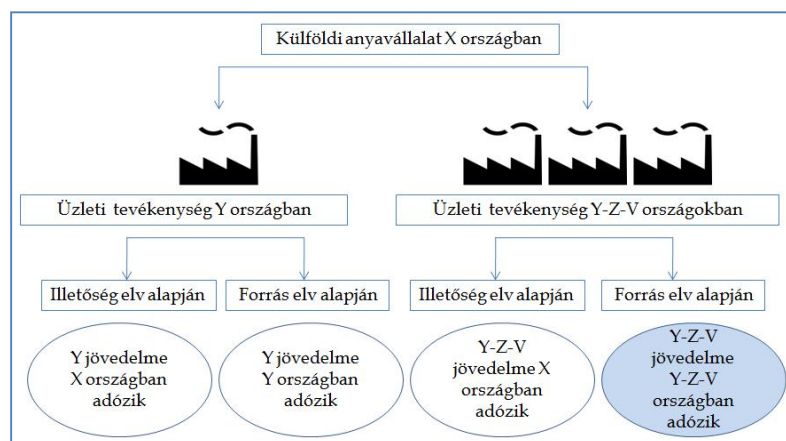 Külföldi anyavállalat X országban
Üzleti tevékenység Y országban
Üzleti tevékenység Y-Z-V országokban
Illetőség elv alapján
Forrás elv alapján
Illetőség elv alapján
Forrás elv alapján
Y jövedelme
X országban
adózik
Y jövedelme
Y országban
adózik
Y-Z-V
jövedelme X
országban
adózik
Y-Z-V
jövedelme
Y-Z-V
országban
adózik